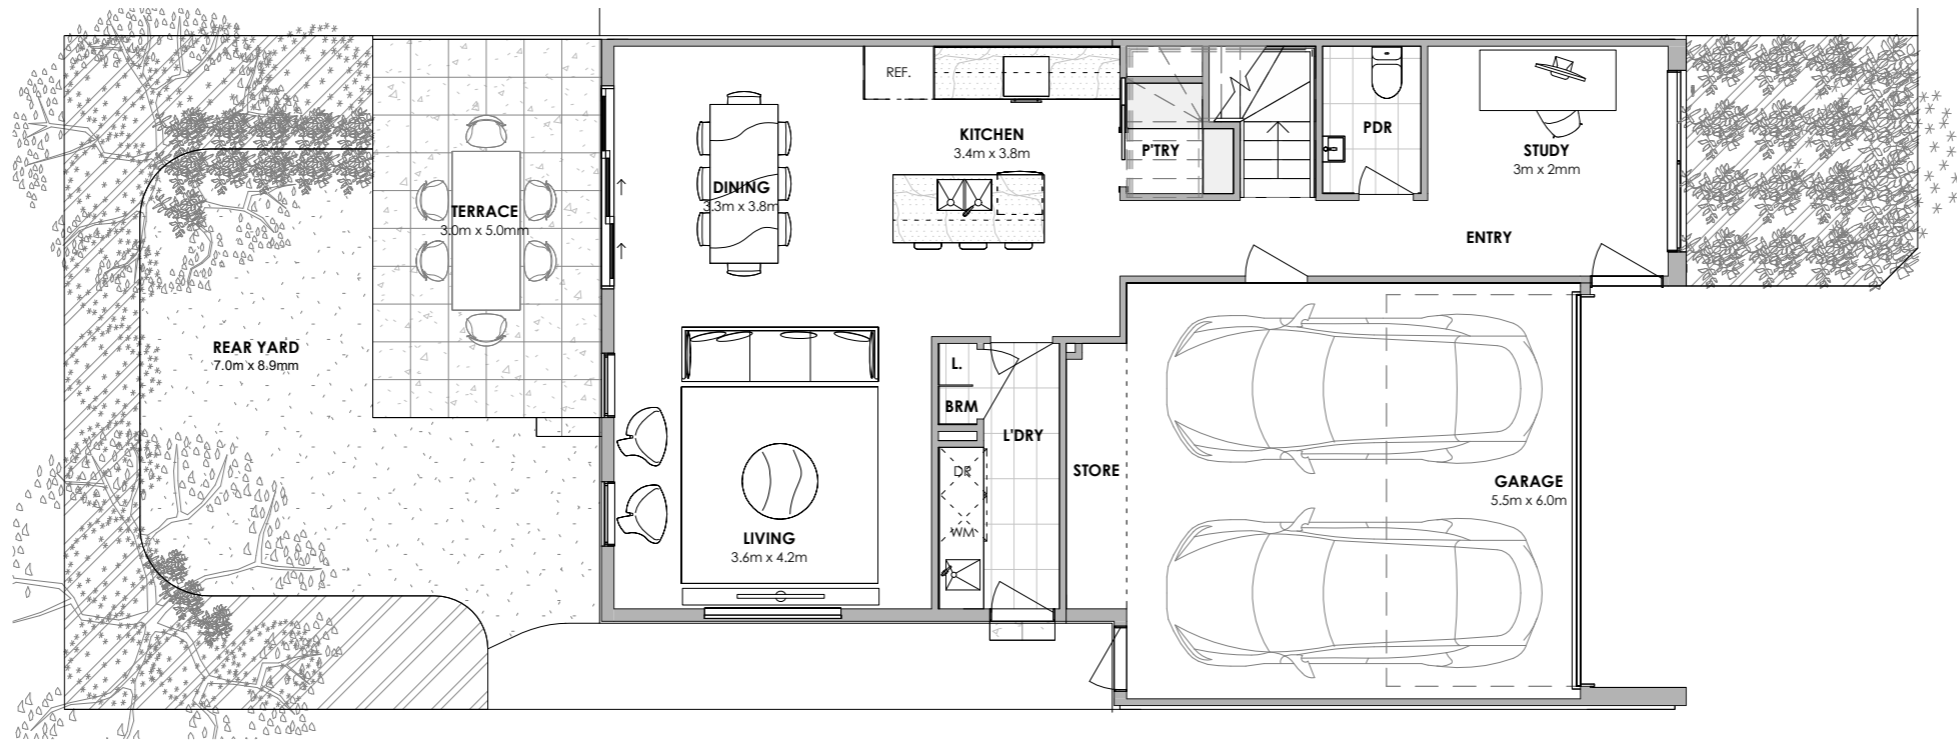 REF.
KITCHEN
3.4m x 3.8m
P'TRY
PDR
STUDY
3m x 2mm
DINING
3.3m x 3.8m
TERRACE
3.0m x 5.0mm
ENTRY
REAR YARD
7.0m x 8.9mm
L.
BRM
L'DRY
DR
WM
STORE
GARAGE
5.5m x 6.0m
LIVING
3.6m x 4.2m